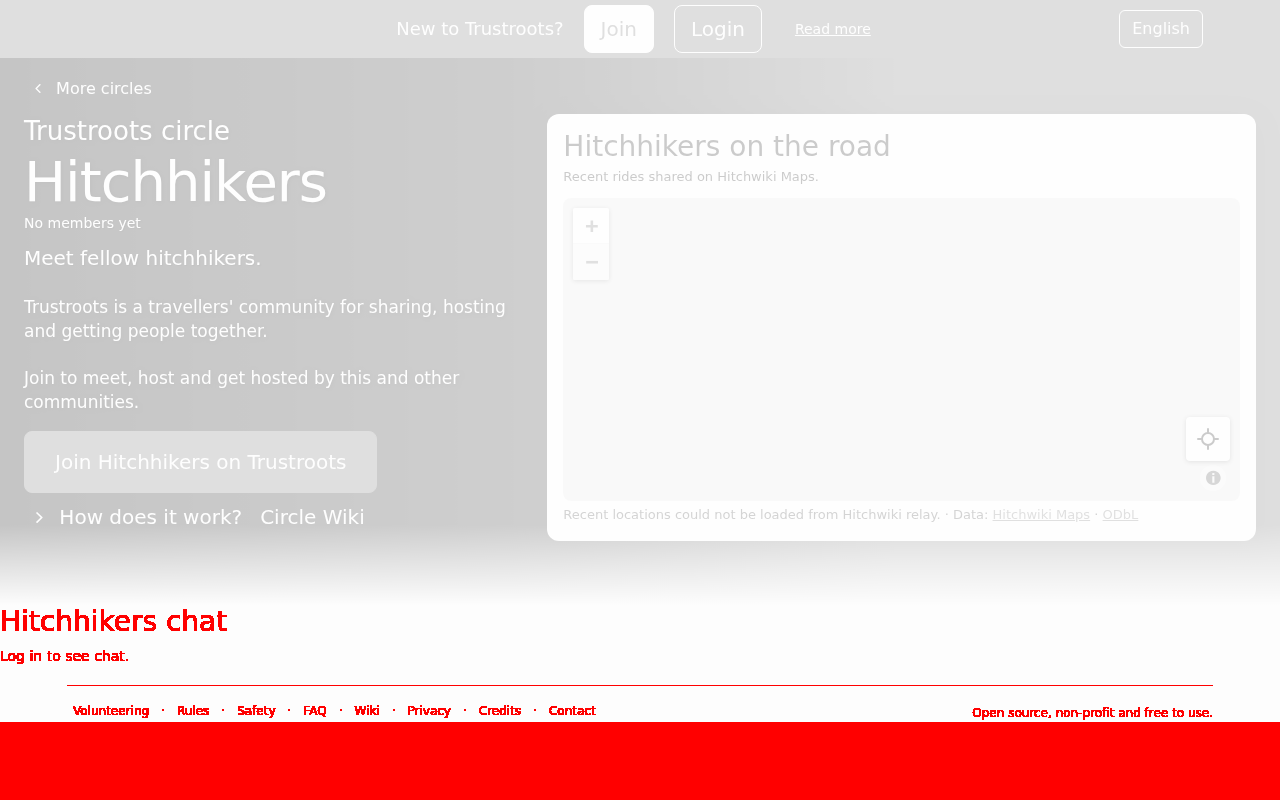 New to Trustroots? Join Login Read more English
More circles
Trustroots circle
Hitchhikers
No members yet
Meet fellow hitchhikers.
Trustroots is a travellers' community for sharing, hosting
and getting people together.
Join to meet, host and get hosted by this and other
communities.
Join Hitchhikers on Trustroots
How does it work? Circle Wiki
Hitchhikers on the road
Recent rides shared on Hitchwiki Maps.
+
−
Recent locations could not be loaded from Hitchwiki relay. · Data: Hitchwiki Maps · ODbL
Hitchhikers chat
Log in to see chat.
Volunteering · Rules · Safety · FAQ · Wiki · Privacy · Credits · Contact
Open source, non-profit and free to use.